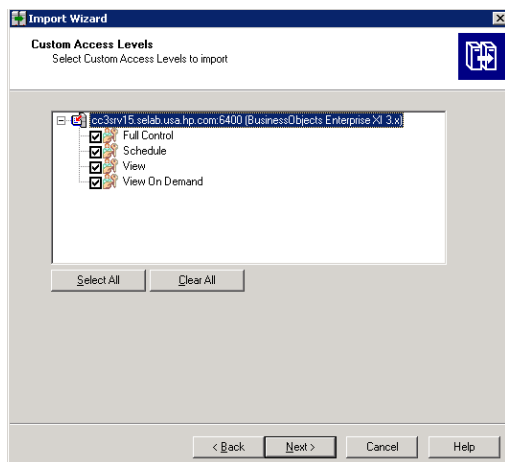 Import Wizard
Custom Access Levels
Select Custom Access Levels to import
cc3srv15.selab.usa.hp.com:6400 (BusinessObjects Enterprise XI 3.x)
Full Control
Schedule
View
View On Demand
Select All
Clear All
< Back
Next >
Cancel
Help